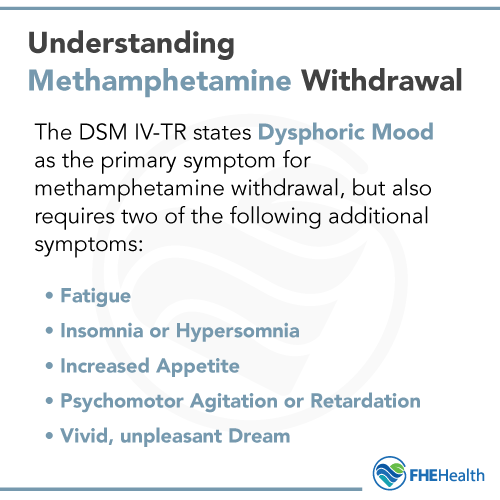 Understanding
Methamphetamine Withdrawal
The DSM IV-TR states Dysphoric Mood
as the primary symptom for
methamphetamine withdrawal, but also
requires two of the following additional
symptoms:
• Fatigue
• Insomnia or Hypersomnia
• Increased Appetite
• Psychomotor Agitation or Retardation
• Vivid, unpleasant Dream
FHEHealth